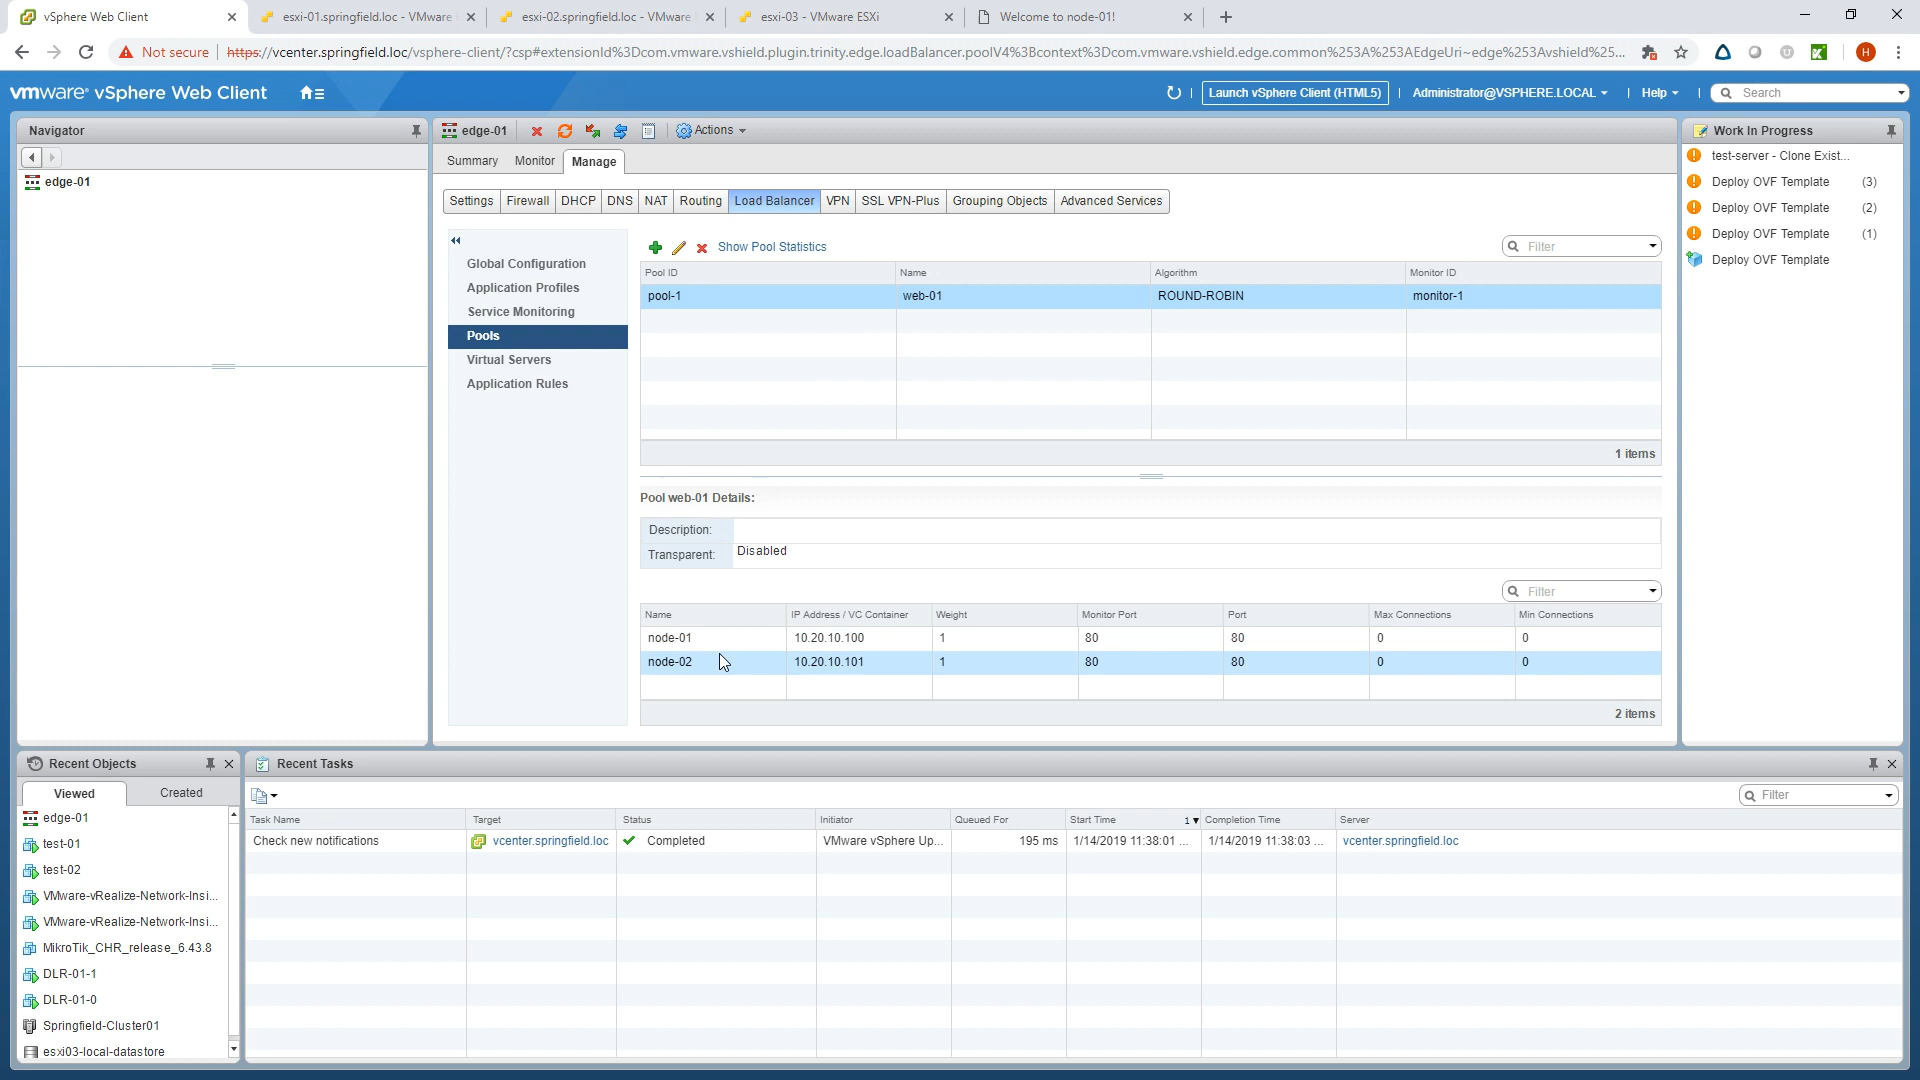 vSphere Web Client
esxi-01.springfield.loc - VMware
esxi-02.springfield.loc - VMware
esxi-03 - VMware ESXi
Welcome to node-01!
Not secure
https://vcenter.springfield.loc/vsphere-client/?csp#extensionId%3Dcom.vmware.vshield.plugin.trinity.edge.loadBalancer.poolV4%3Bcontext%3Dcom.vmware.vshield.edge.common%253A%253AEdgeUri~edge%253Avshield%25...
H
vmware® vSphere Web Client
Launch vSphere Client (HTML5)
Administrator@VSPHERE.LOCAL
Help
Search
Navigator
edge-01
edge-01
Actions
Summary
Monitor
Manage
Settings
Firewall
DHCP
DNS
NAT
Routing
Load Balancer
VPN
SSL VPN-Plus
Grouping Objects
Advanced Services
Global Configuration
Application Profiles
Service Monitoring
Pools
Virtual Servers
Application Rules
Show Pool Statistics
Filter
Pool ID Name Algorithm Monitor ID
pool-1 web-01 ROUND-ROBIN monitor-1
1 items
Pool web-01 Details:
Description:
Transparent: Disabled
Filter
Name IP Address / VC Container Weight Monitor Port Port Max Connections Min Connections
node-01 10.20.10.100 1 80 80 0 0
node-02 10.20.10.101 1 80 80 0 0
2 items
Work In Progress
test-server - Clone Exist...
Deploy OVF Template (3)
Deploy OVF Template (2)
Deploy OVF Template (1)
Deploy OVF Template
Recent Objects
Viewed
Created
edge-01
test-01
test-02
VMware-vRealize-Network-Insi...
VMware-vRealize-Network-Insi...
MikroTik_CHR_release_6.43.8
DLR-01-1
DLR-01-0
Springfield-Cluster01
esxi03-local-datastore
Recent Tasks
Filter
Task Name Target Status Initiator Queued For Start Time 1 Completion Time Server
Check new notifications vcenter.springfield.loc Completed VMware vSphere Up... 195 ms 1/14/2019 11:38:01 ... 1/14/2019 11:38:03 ... vcenter.springfield.loc